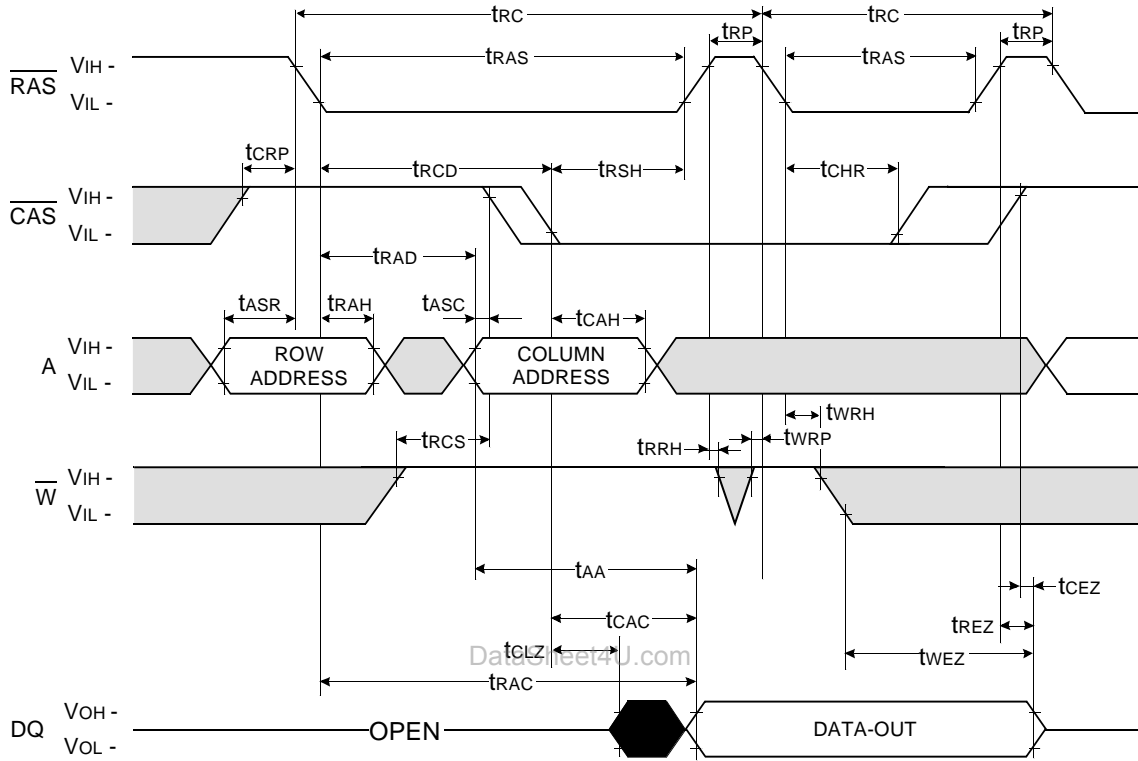 tRC tRC
tRP tRP
tRAS tRAS
RAS VIH -
VIL -
tCRP tRCD tRSH tCHR
CAS VIH -
VIL -
tRAD
tASR tRAH tASC tCAH
A VIH -
VIL -
ROW
ADDRESS
COLUMN
ADDRESS
tWRH
tRCS tRRH tWRP
W VIH -
VIL -
tAA
tCEZ
tCAC tREZ
tCLZ tWEZ
DataSheet4U.com
tRAC
DQ VOH -
VOL -
OPEN DATA-OUT